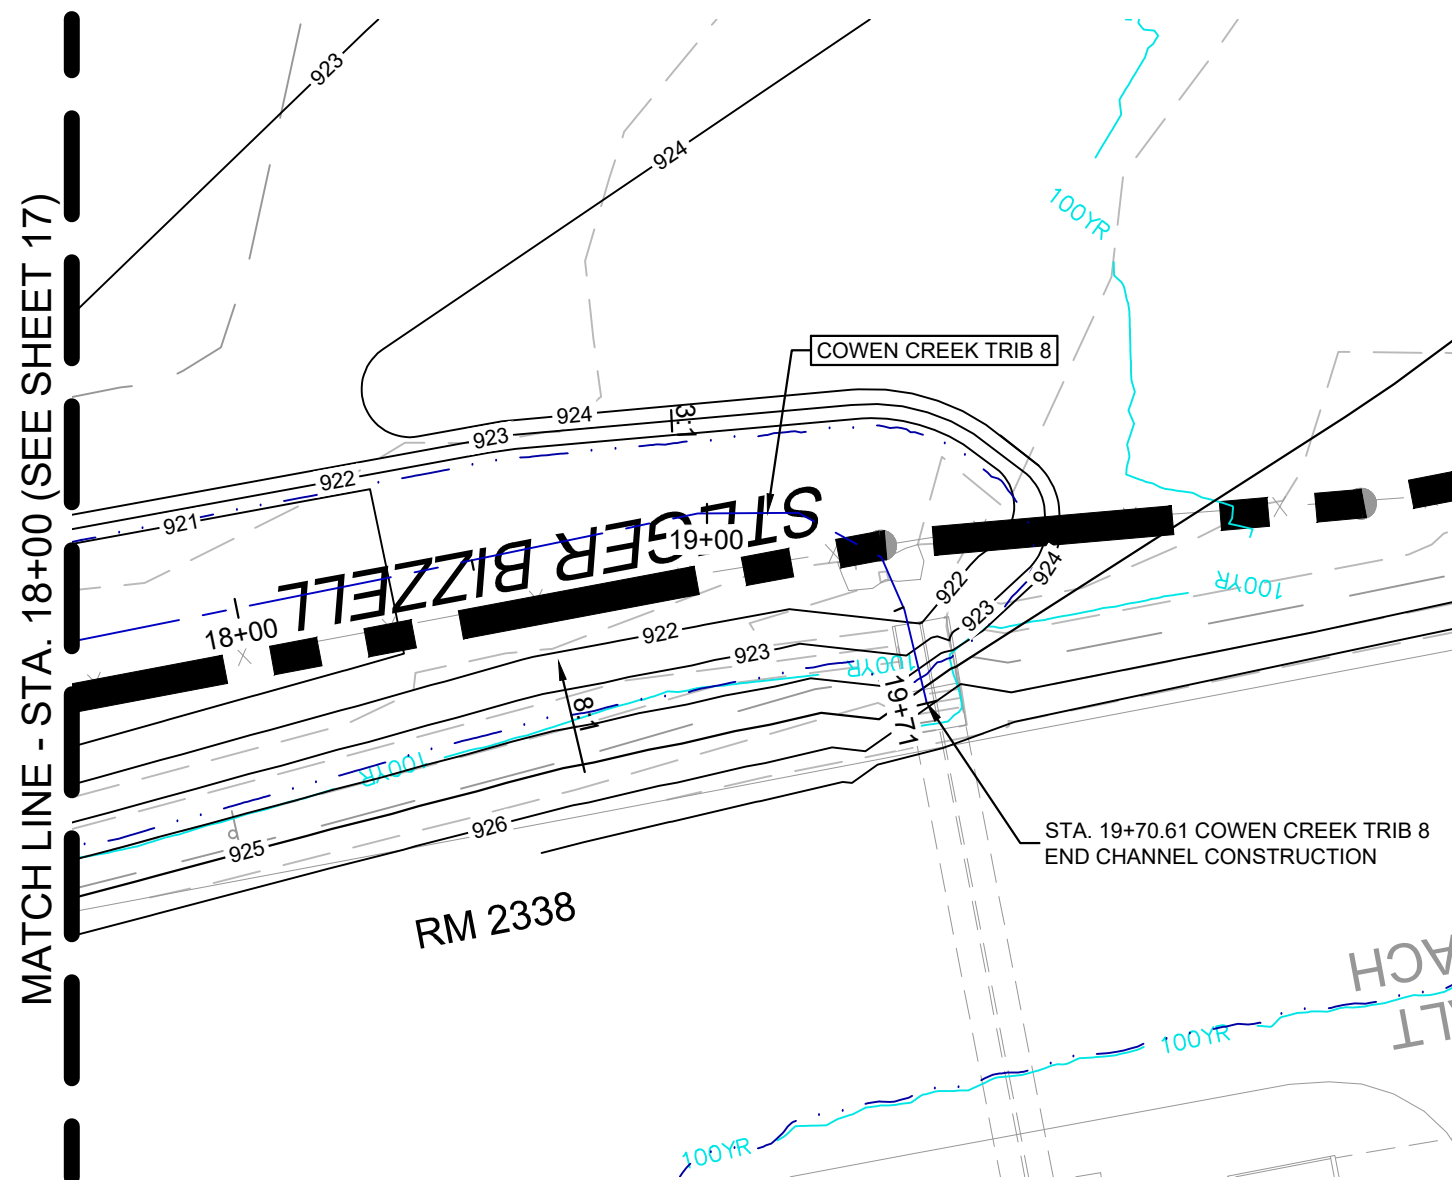 MATCH LINE - STA. 18+00 (SEE SHEET 17)
923
924
100YR
COWEN CREEK TRIB 8
924
3:1
923
922
921
STEGER BIZZELL
19+00
18+00
922
923
924
922
923
100YR
100YR
8:1
19+71
100YR
925
926
STA. 19+70.61 COWEN CREEK TRIB 8
END CHANNEL CONSTRUCTION
RM 2338
100YR
100YR